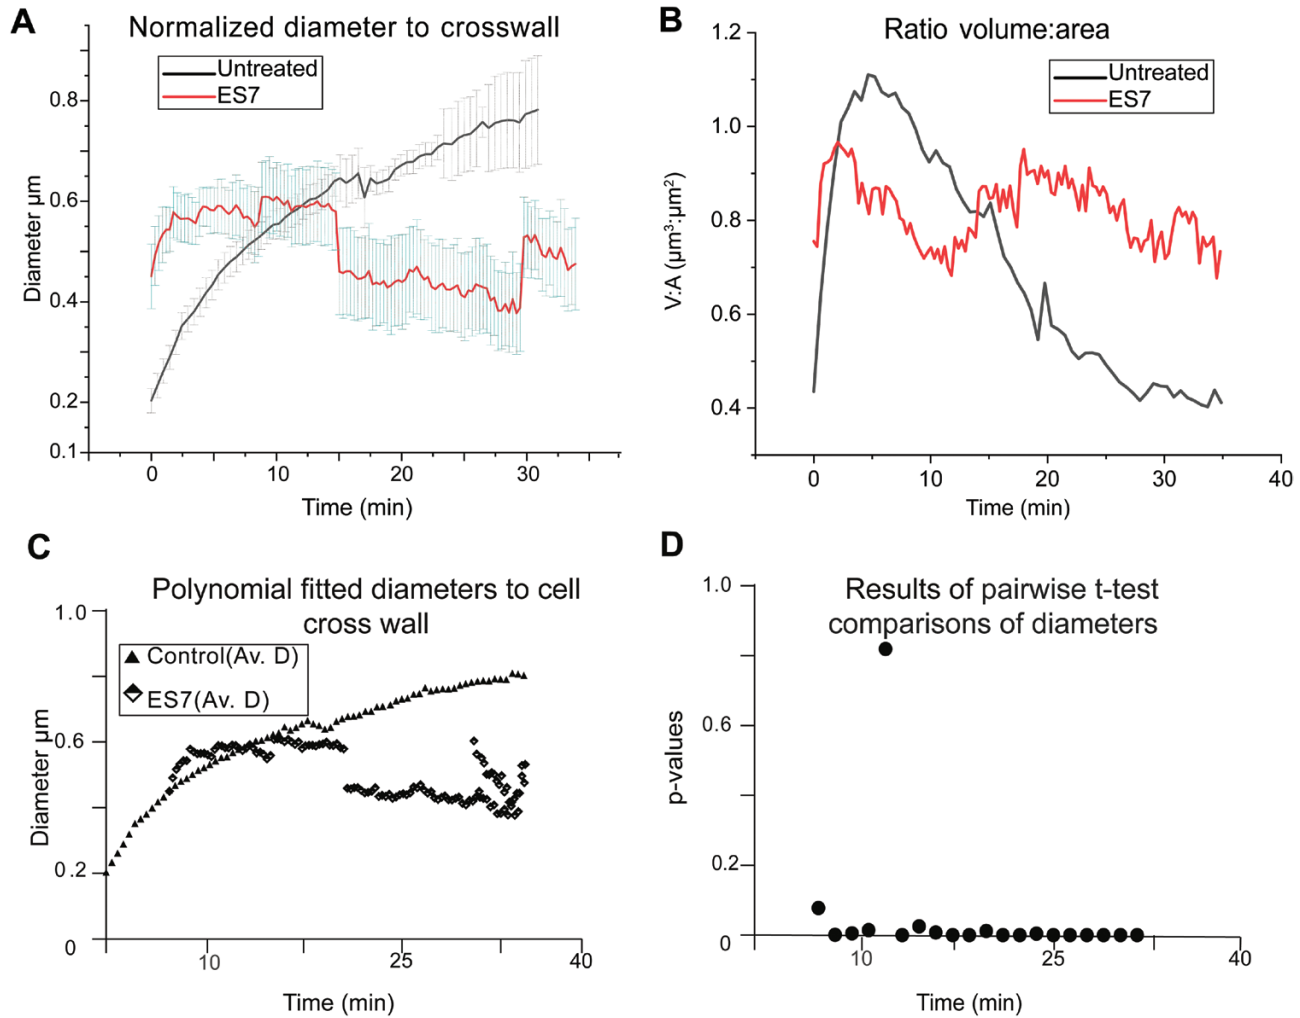 A
Normalized diameter to crosswall
Untreated
ES7
Diameter µm
0.8
0.6
0.4
0.2
0.1
0
10
20
30
Time (min)
B
Ratio volume:area
Untreated
ES7
V:A (µm³:µm²)
1.2
1.0
0.8
0.6
0.4
0
10
20
30
40
Time (min)
C
Polynomial fitted diameters to cell
cross wall
Control(Av. D)
ES7(Av. D)
Diameter µm
1.0
0.6
0.2
0
10
25
40
Time (min)
D
Results of pairwise t-test
comparisons of diameters
p-values
1.0
0.6
0.2
0
10
25
40
Time (min)